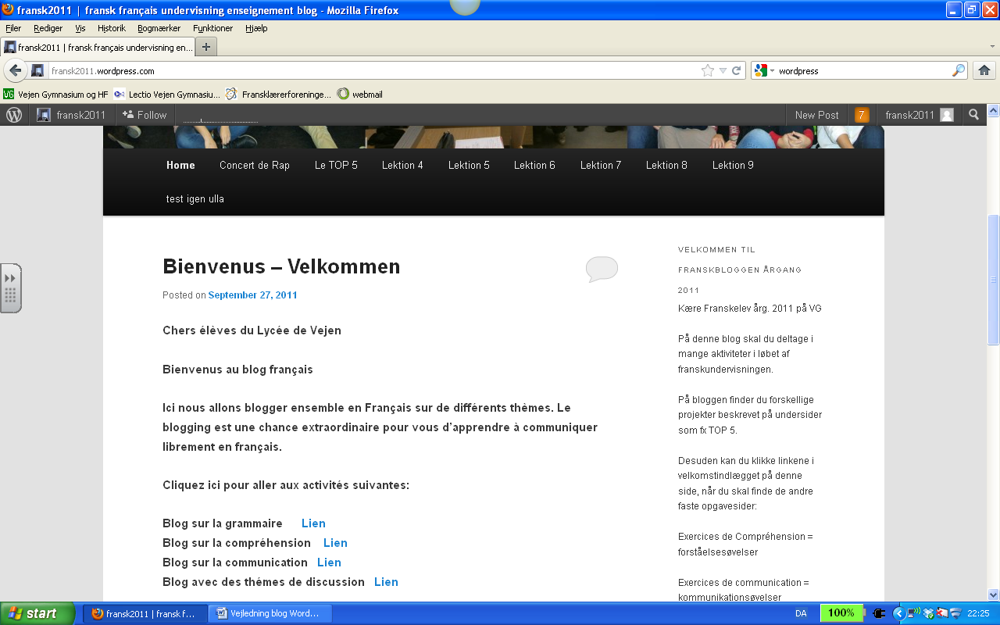 fransk2011 | fransk français undervisning enseignement blog - Mozilla Firefox
Filer Rediger Vis Historik Bogmærker Funktioner Hjælp
fransk2011 | fransk français undervisning en...
fransk2011.wordpress.com
wordpress
VG Vejen Gymnasium og HF Lectio Vejen Gymnasiu... Fransklærerforeninge... webmail
fransk2011 Follow New Post 7 fransk2011
Home Concert de Rap Le TOP 5 Lektion 4 Lektion 5 Lektion 6 Lektion 7 Lektion 8 Lektion 9
test igen ulla
Bienvenus – Velkommen
Posted on September 27, 2011
Chers élèves du Lycée de Vejen
Bienvenus au blog français
Ici nous allons blogger ensemble en Français sur de différents thèmes. Le
blogging est une chance extraordinaire pour vous d'apprendre à communiquer
librement en français.
Cliquez ici pour aller aux activités suivantes:
Blog sur la grammaire Lien
Blog sur la compréhension Lien
Blog sur la communication Lien
Blog avec des thèmes de discussion Lien
VELKOMMEN TIL
FRANSKBLOGGEN ÅRGANG
2011
Kære Franskelev årg. 2011 på VG
På denne blog skal du deltage i
mange aktiviteter i løbet af
franskundervisningen.
På bloggen finder du forskellige
projekter beskrevet på undersider
som fx TOP 5.
Desuden kan du klikke linkene i
velkomstindlægget på denne
side, når du skal finde de andre
faste opgavesider:
Exercices de Compréhension =
forståelsesøvelser
Exercices de communication =
kommunikationsøvelser
start fransk2011 | fransk f... Vejledning blog Word... DA 100% 22:25